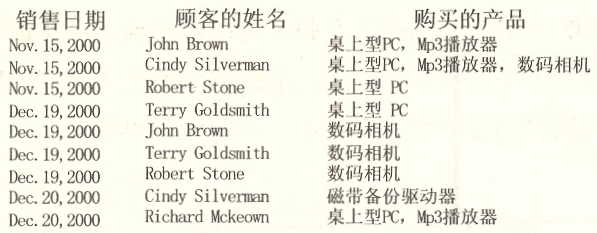 销售日期 顾客的姓名 购买的产品
Nov. 15, 2000 John Brown 桌上型PC，Mp3播放器
Nov. 15, 2000 Cindy Silverman 桌上型PC，Mp3播放器，数码相机
Nov. 15, 2000 Robert Stone 桌上型 PC
Dec. 19, 2000 Terry Goldsmith 桌上型 PC
Dec. 19, 2000 John Brown 数码相机
Dec. 19, 2000 Terry Goldsmith 数码相机
Dec. 19, 2000 Robert Stone 数码相机
Dec. 20, 2000 Cindy Silverman 磁带备份驱动器
Dec. 20, 2000 Richard Mckeown 桌上型PC，Mp3播放器